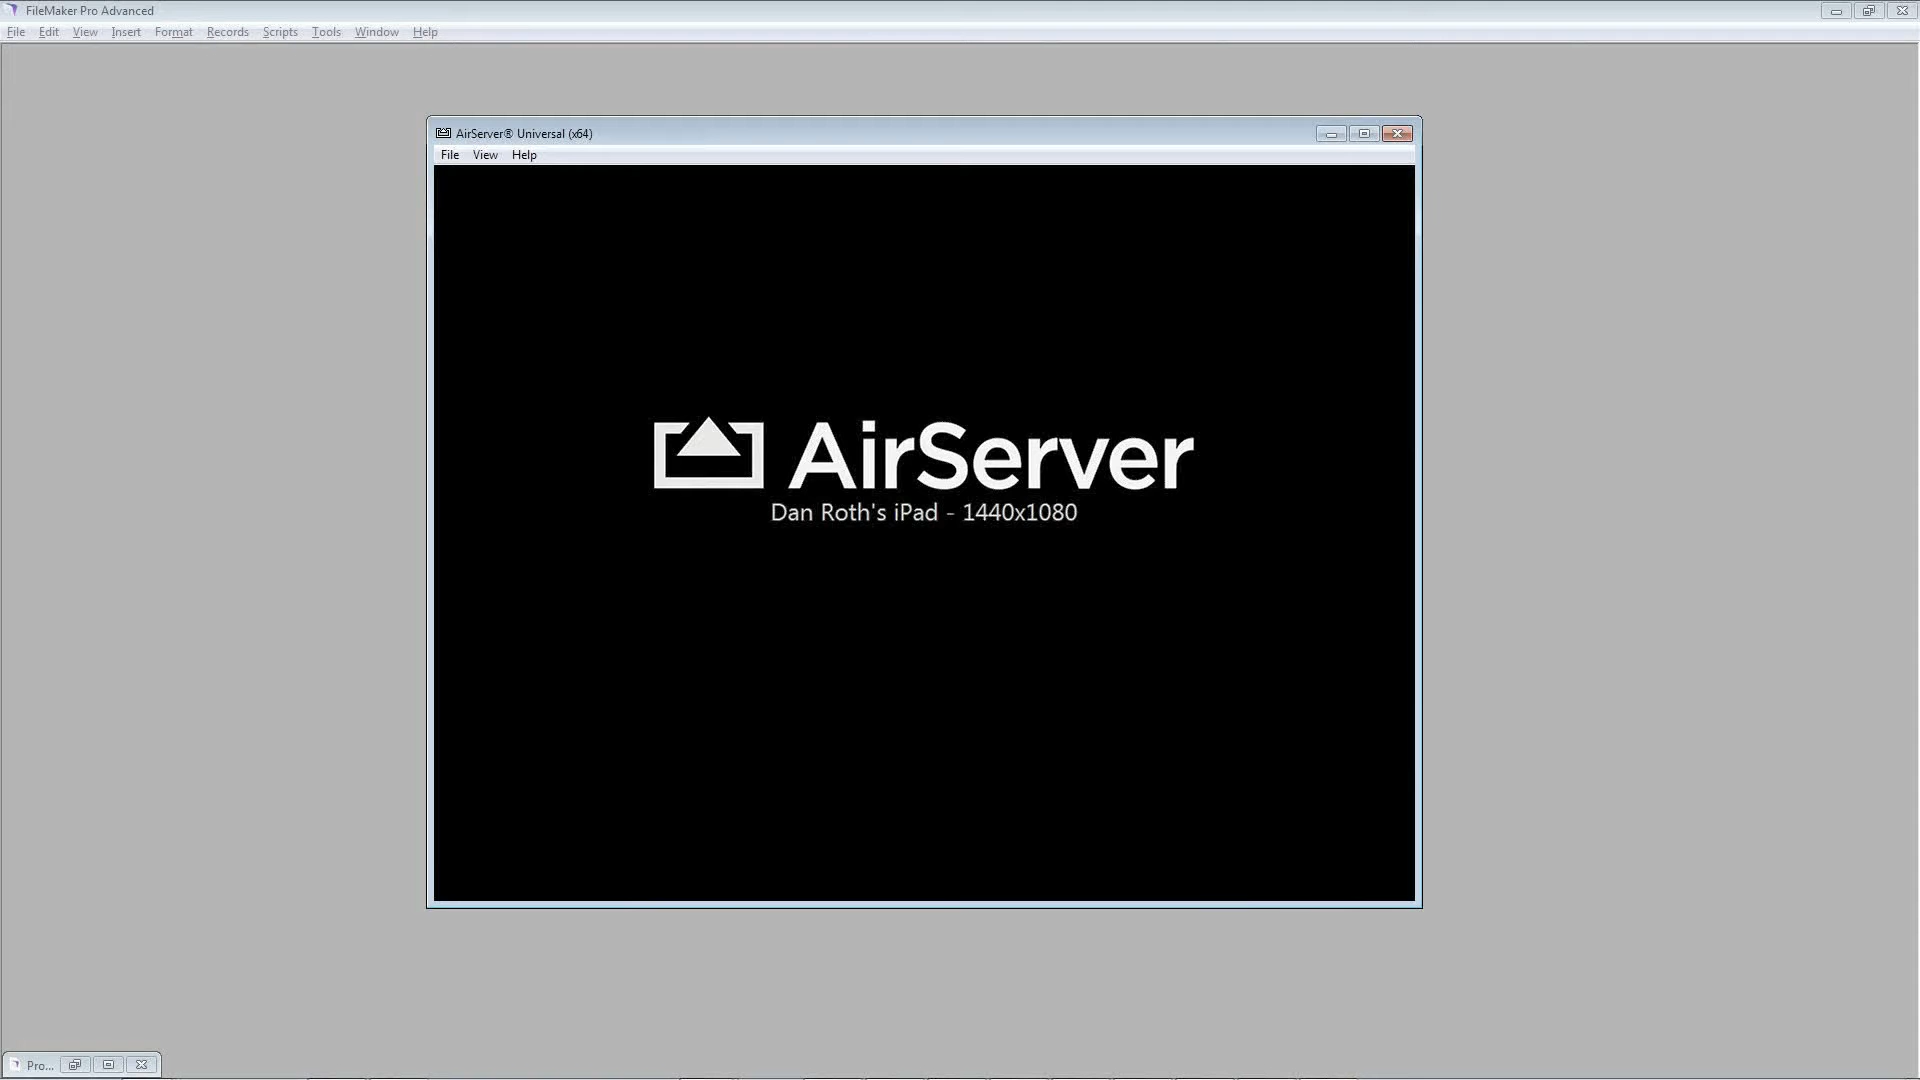 FileMaker Pro Advanced
File Edit View Insert Format Records Scripts Tools Window Help
AirServer® Universal (x64)
File View Help
AirServer
Dan Roth's iPad - 1440x1080
Pro...